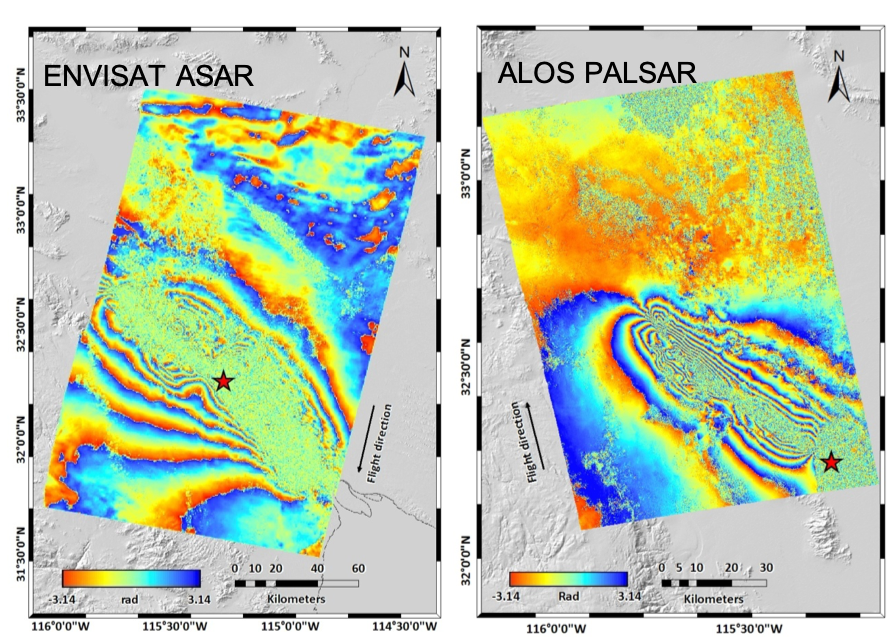 ENVISAT ASAR
N
33°30'0"N
33°0'0"N
32°30'0"N
32°0'0"N
31°30'0"N
Flight direction
-3.14 rad 3.14
0 10 20 40 60
Kilometers
116°0'0"W 115°30'0"W 115°0'0"W 114°30'0"W
ALOS PALSAR
N
33°0'0"N
32°30'0"N
32°0'0"N
Flight direction
-3.14 Rad 3.14
0 5 10 20 30
Kilometers
116°0'0"W 115°30'0"W